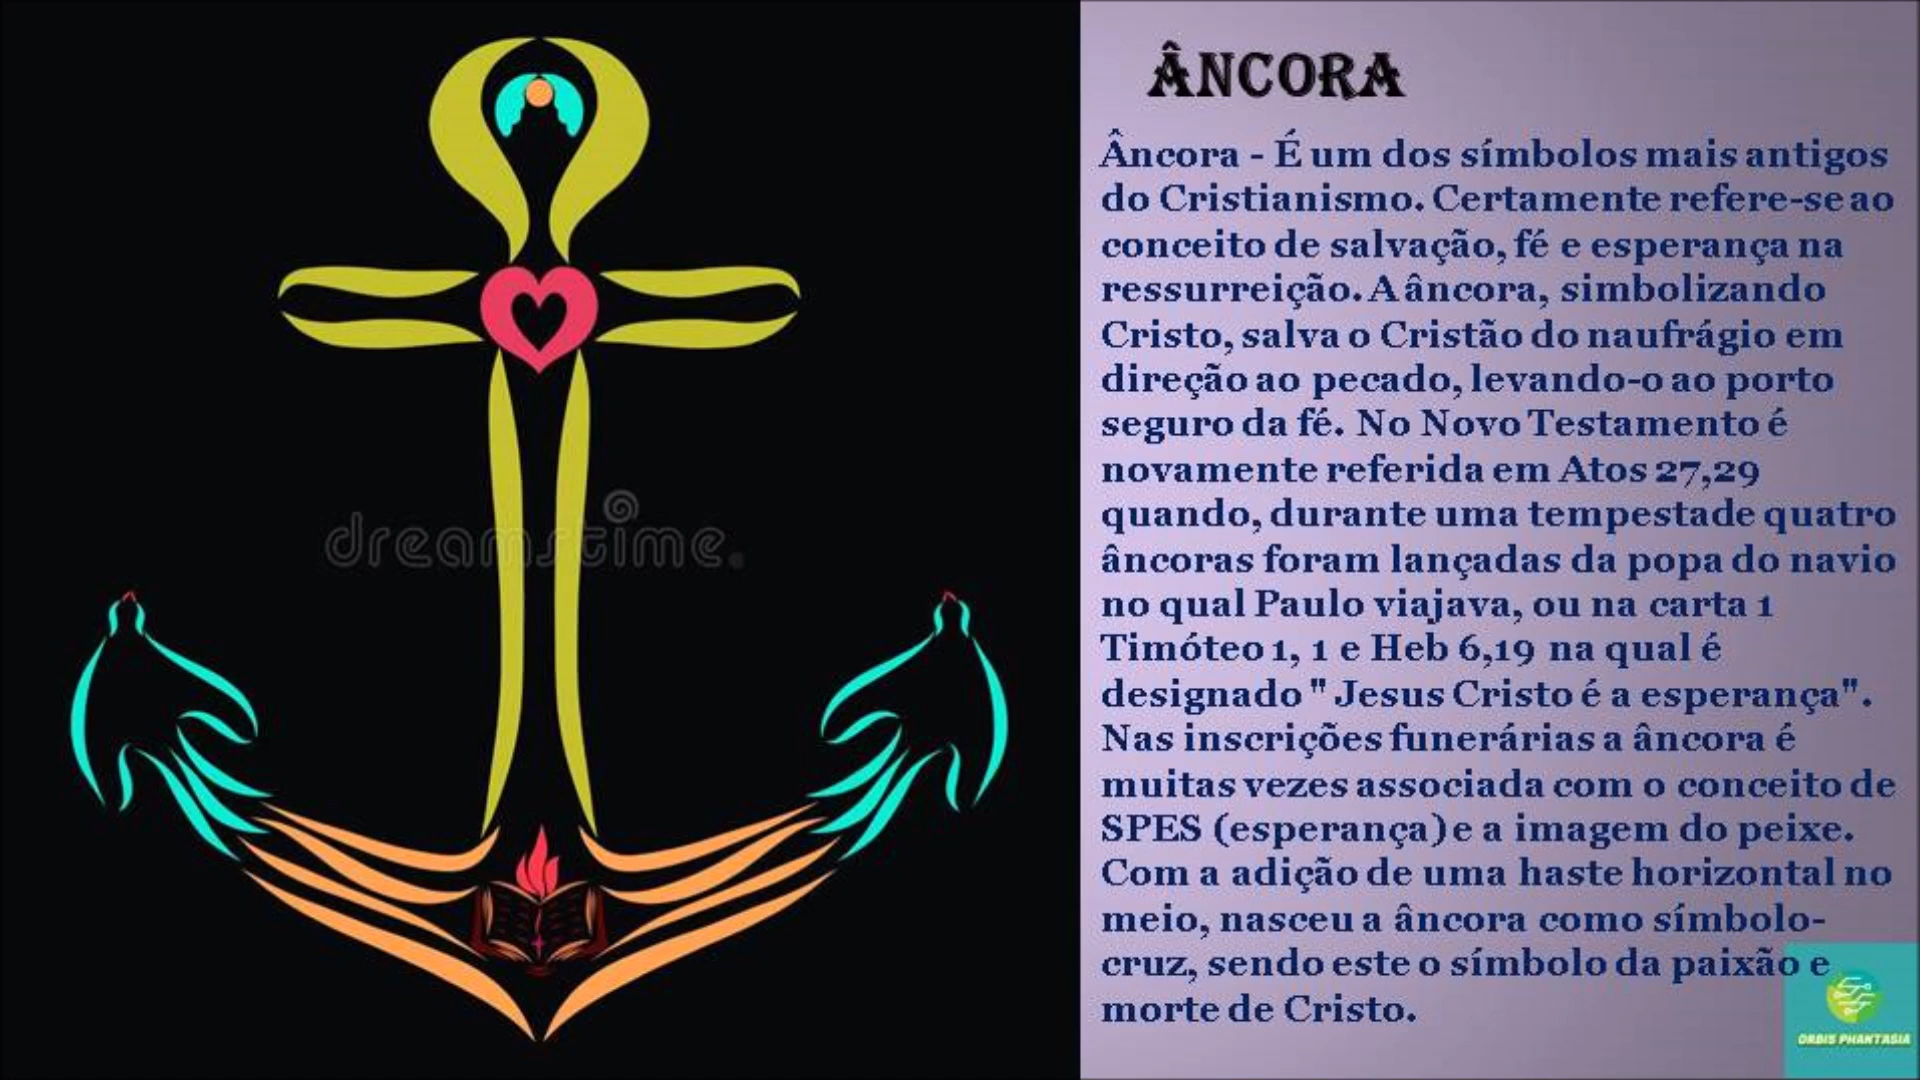 ÂNCORA
Âncora - É um dos símbolos mais antigos
do Cristianismo. Certamente refere-se ao
conceito de salvação, fé e esperança na
ressurreição. A âncora, simbolizando
Cristo, salva o Cristão do naufrágio em
direção ao pecado, levando-o ao porto
seguro da fé. No Novo Testamento é
novamente referida em Atos 27,29
quando, durante uma tempestade quatro
âncoras foram lançadas da popa do navio
no qual Paulo viajava, ou na carta 1
Timóteo 1, 1 e Heb 6,19 na qual é
designado " Jesus Cristo é a esperança".
Nas inscrições funerárias a âncora é
muitas vezes associada com o conceito de
SPES (esperança) e a imagem do peixe.
Com a adição de uma haste horizontal no
meio, nasceu a âncora como símbolo-
cruz, sendo este o símbolo da paixão e
morte de Cristo.
dreamstime.
ORBIS PHANTASIA